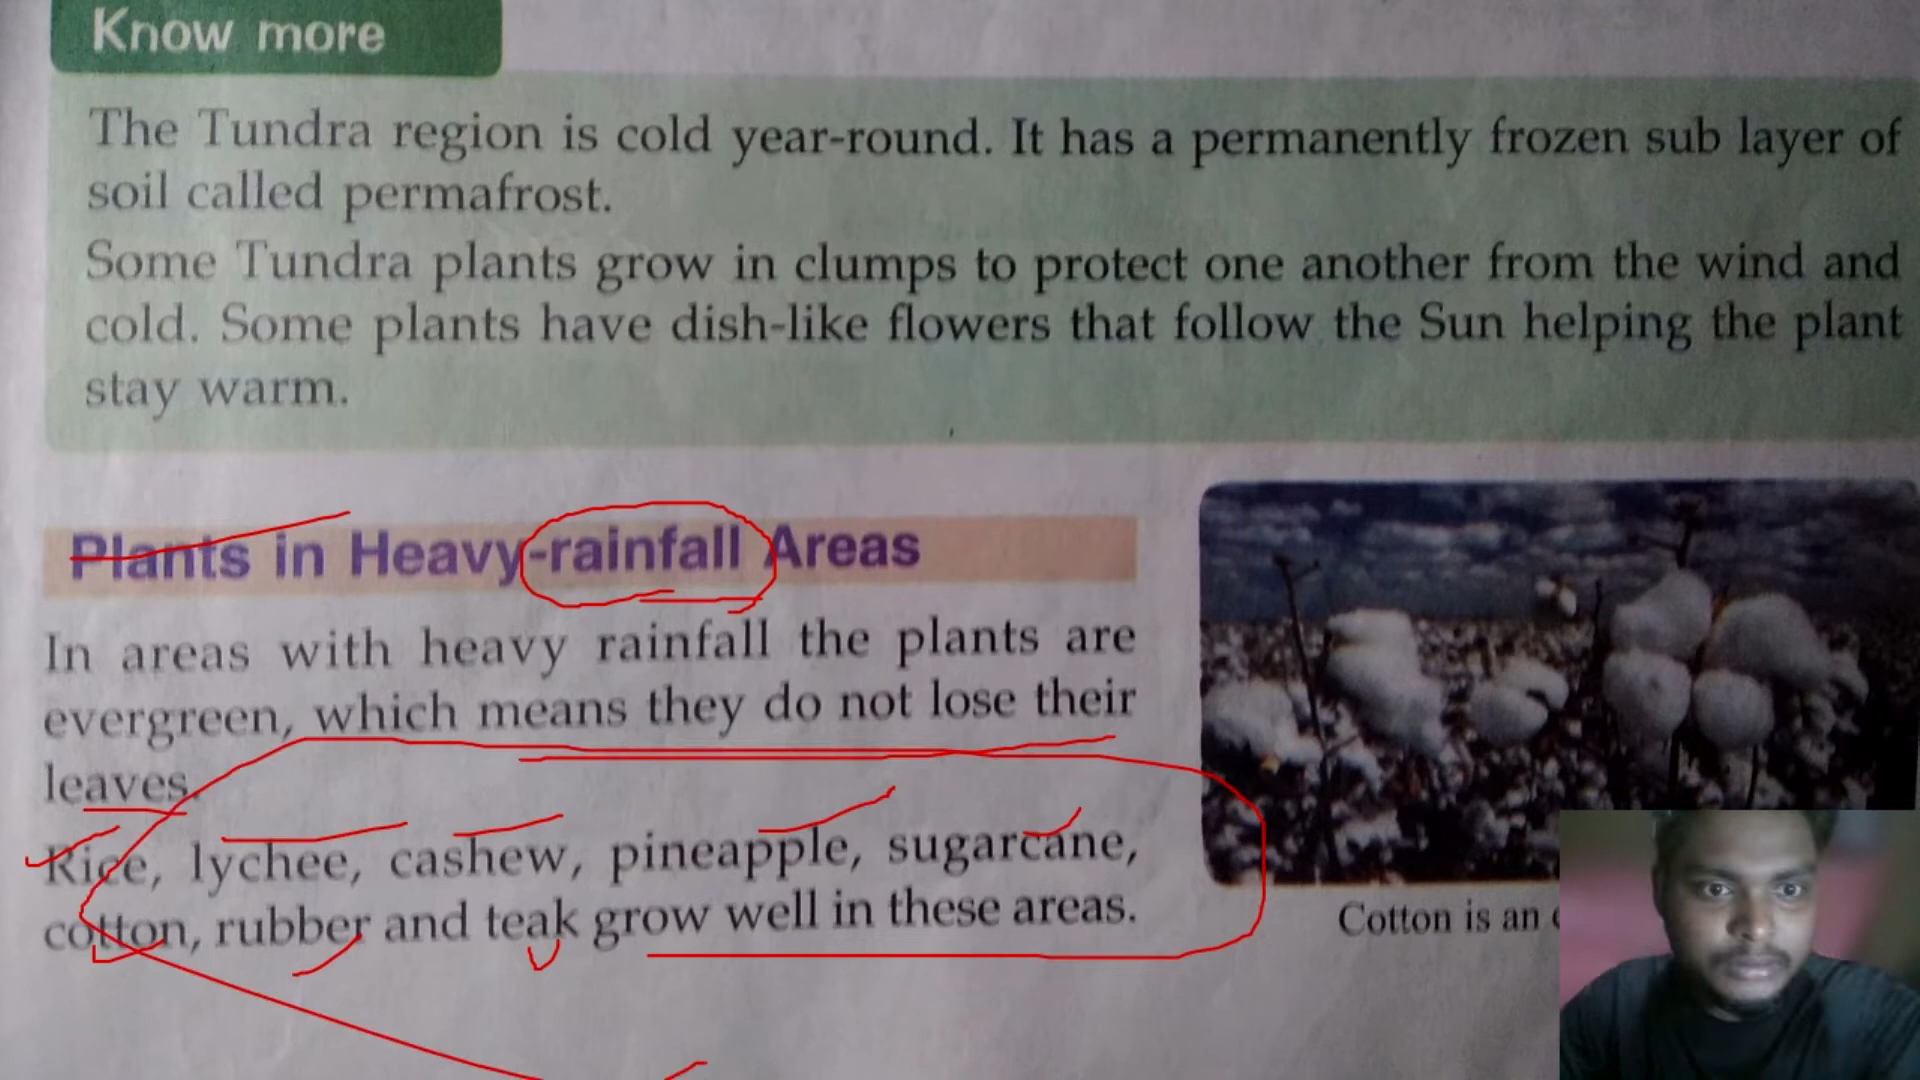 Know more
The Tundra region is cold year-round. It has a permanently frozen sub layer of
soil called permafrost.
Some Tundra plants grow in clumps to protect one another from the wind and
cold. Some plants have dish-like flowers that follow the Sun helping the plant
stay warm.
Plants in Heavy-rainfall Areas
In areas with heavy rainfall the plants are
evergreen, which means they do not lose their
leaves.
Rice, lychee, cashew, pineapple, sugarcane,
cotton, rubber and teak grow well in these areas.
Cotton is an